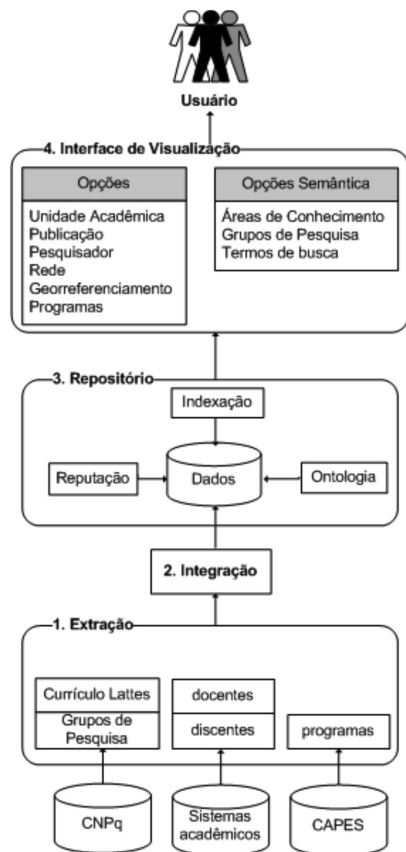 Usuário
4. Interface de Visualização
Opções
Unidade Acadêmica
Publicação
Pesquisador
Rede
Georreferenciamento
Programas
Opções Semântica
Áreas de Conhecimento
Grupos de Pesquisa
Termos de busca
3. Repositório
Indexação
Reputação
Dados
Ontologia
2. Integração
1. Extração
Currículo Lattes
Grupos de
Pesquisa
docentes
discentes
programas
CNPq
Sistemas
acadêmicos
CAPES